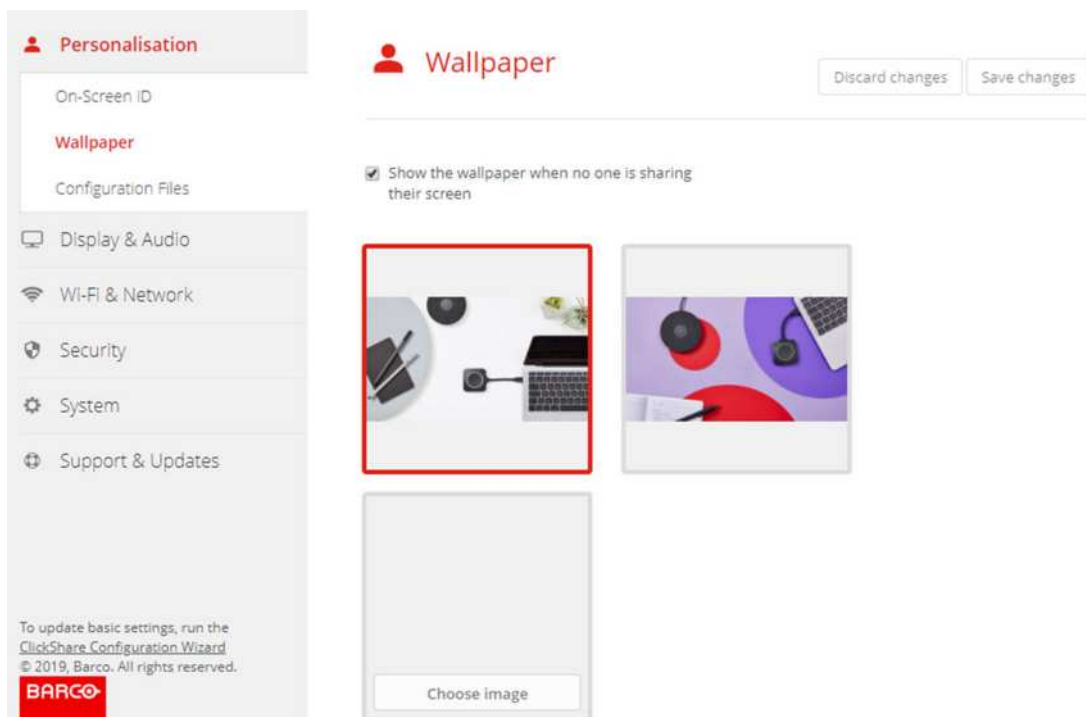 Personalisation
On-Screen ID
Wallpaper
Configuration Files
Display & Audio
Wi-Fi & Network
Security
System
Support & Updates
To update basic settings, run the
ClickShare Configuration Wizard
© 2019, Barco. All rights reserved.
BARCO
Wallpaper
Discard changes
Save changes
Show the wallpaper when no one is sharing
their screen
Choose image